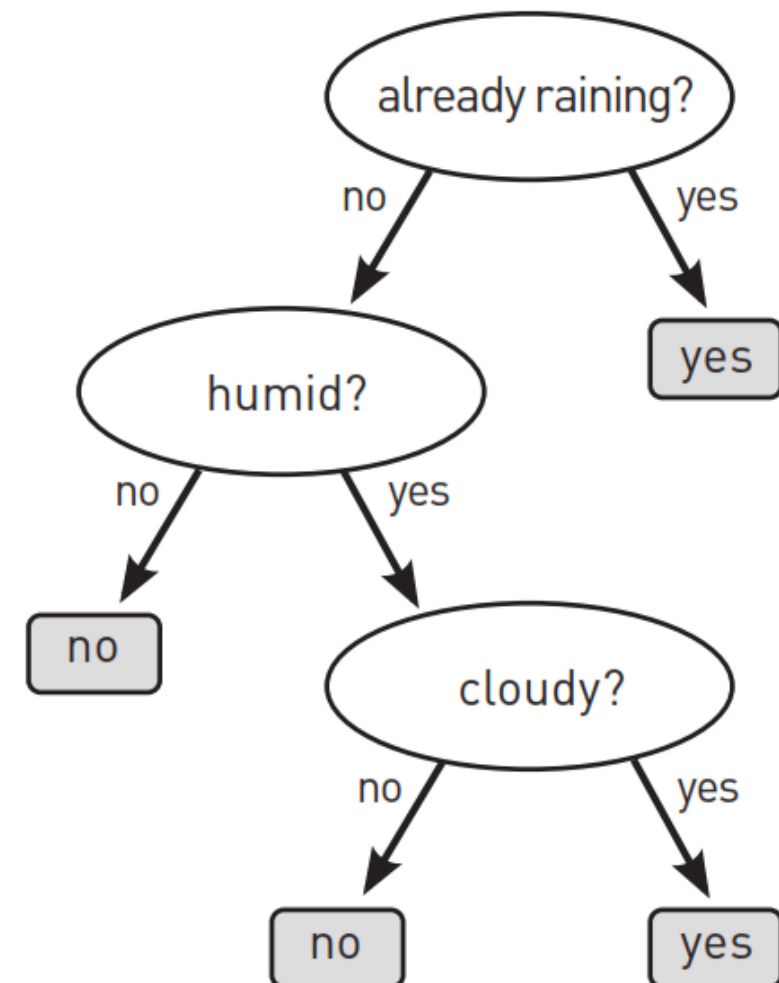 already raining?
no
yes
yes
humid?
no
yes
no
cloudy?
no
yes
no
yes